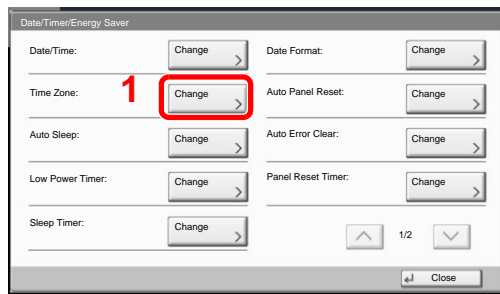 Date/Timer/Energy Saver
Date/Time: Change Date Format: Change
Time Zone: 1 Change Auto Panel Reset: Change
Auto Sleep: Change Auto Error Clear: Change
Low Power Timer: Change Panel Reset Timer: Change
Sleep Timer: Change 1/2
Close